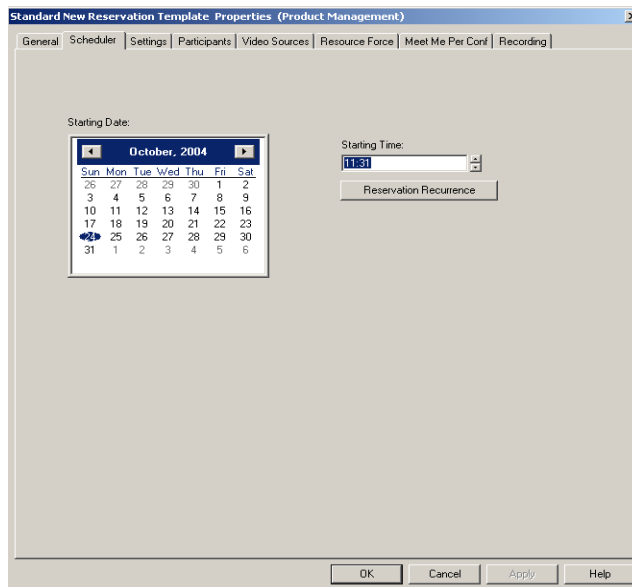 Standard New Reservation Template Properties (Product Management)
General Scheduler Settings Participants Video Sources Resource Force Meet Me Per Conf Recording
Starting Date:
October, 2004
Sun Mon Tue Wed Thu Fri Sat
26 27 28 29 30 1 2
3 4 5 6 7 8 9
10 11 12 13 14 15 16
17 18 19 20 21 22 23
24 25 26 27 28 29 30
31 1 2 3 4 5 6
Starting Time:
11:31
Reservation Recurrence
OK Cancel Apply Help